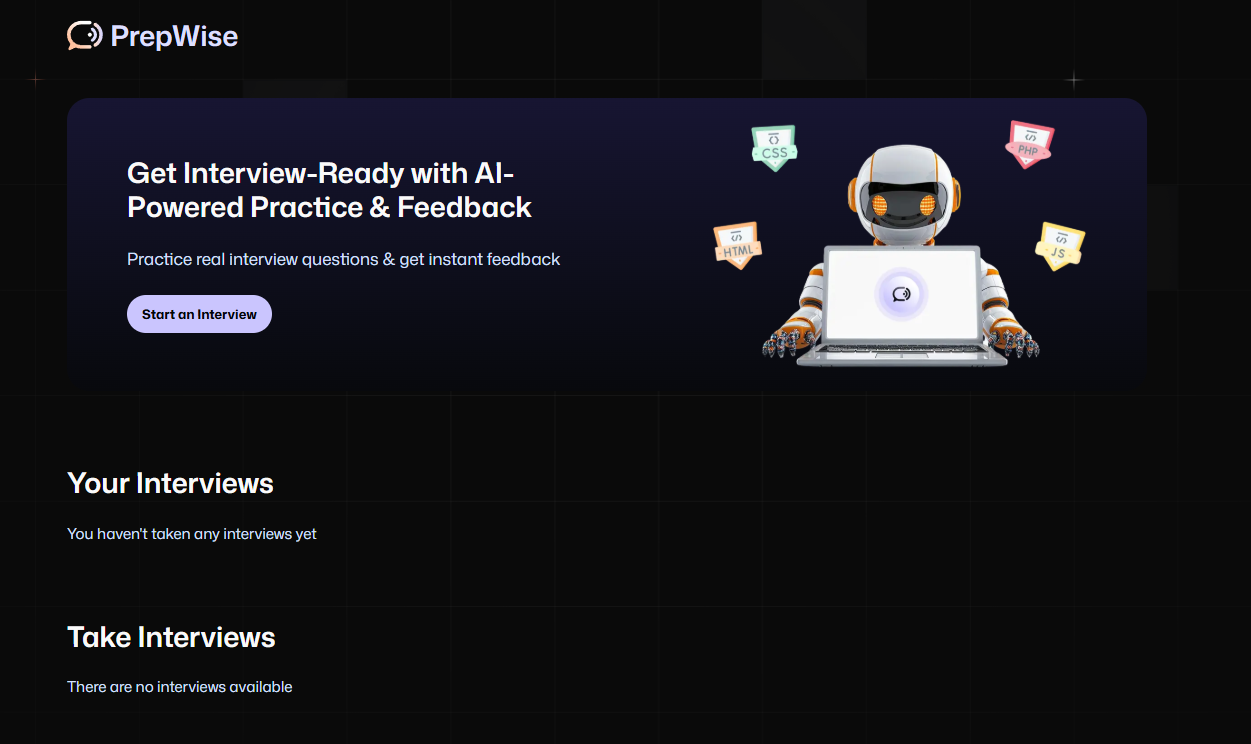 PrepWise
Get Interview-Ready with AI-
Powered Practice & Feedback
Practice real interview questions & get instant feedback
Start an Interview
CSS
PHP
HTML
JS
Your Interviews
You haven't taken any interviews yet
Take Interviews
There are no interviews available